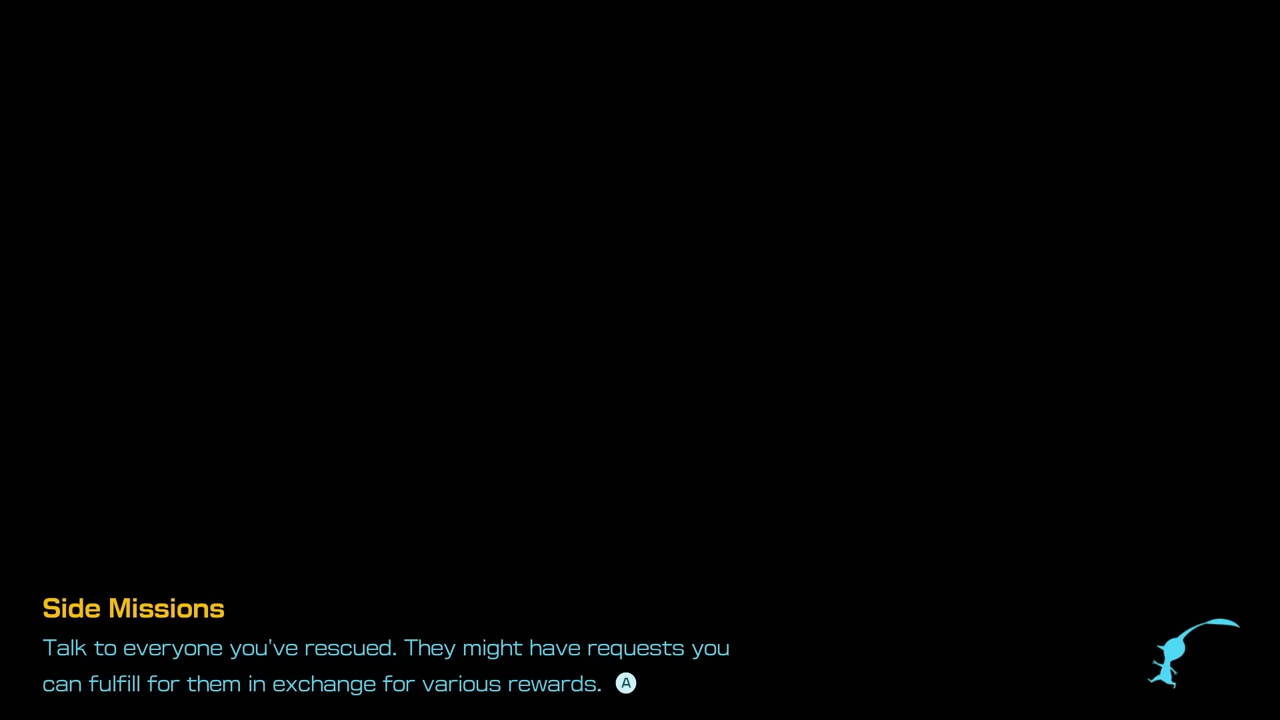 Side Missions
Talk to everyone you've rescued. They might have requests you
can fulfill for them in exchange for various rewards. A